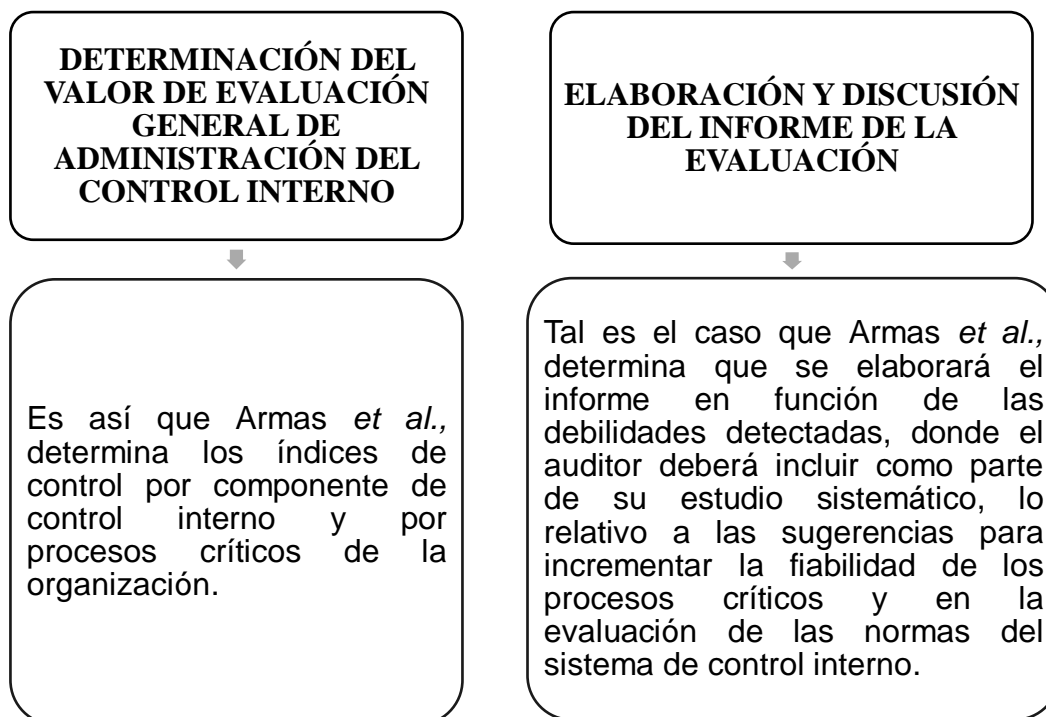 DETERMINACIÓN DEL
VALOR DE EVALUACIÓN
GENERAL DE
ADMINISTRACIÓN DEL
CONTROL INTERNO
Es así que Armas et al.,
determina los índices de
control por componente de
control interno y por
procesos críticos de la
organización.
ELABORACIÓN Y DISCUSIÓN
DEL INFORME DE LA
EVALUACIÓN
Tal es el caso que Armas et al.,
determina que se elaborará el
informe en función de las
debilidades detectadas, donde el
auditor deberá incluir como parte
de su estudio sistemático, lo
relativo a las sugerencias para
incrementar la fiabilidad de los
procesos críticos y en la
evaluación de las normas del
sistema de control interno.